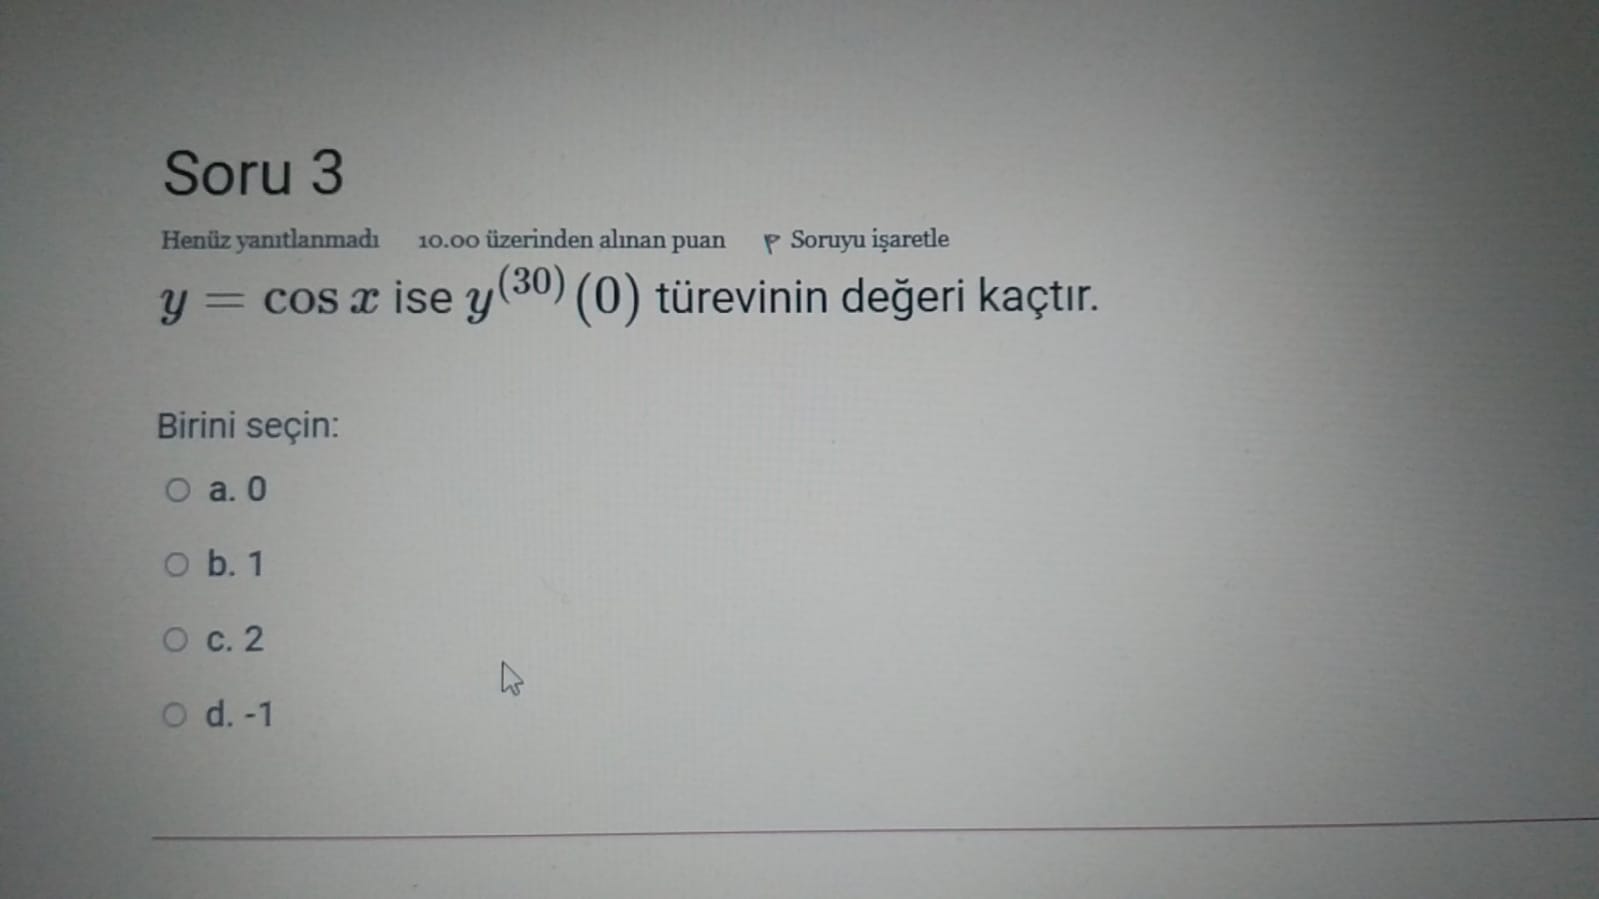 Soru 3
Henüz yanıtlanmadı 10.00 üzerinden alınan puan Soruyu işaretle
y = cos x ise y^(30) (0) türevinin değeri kaçtır.
Birini seçin:
a. 0
b. 1
c. 2
d. -1